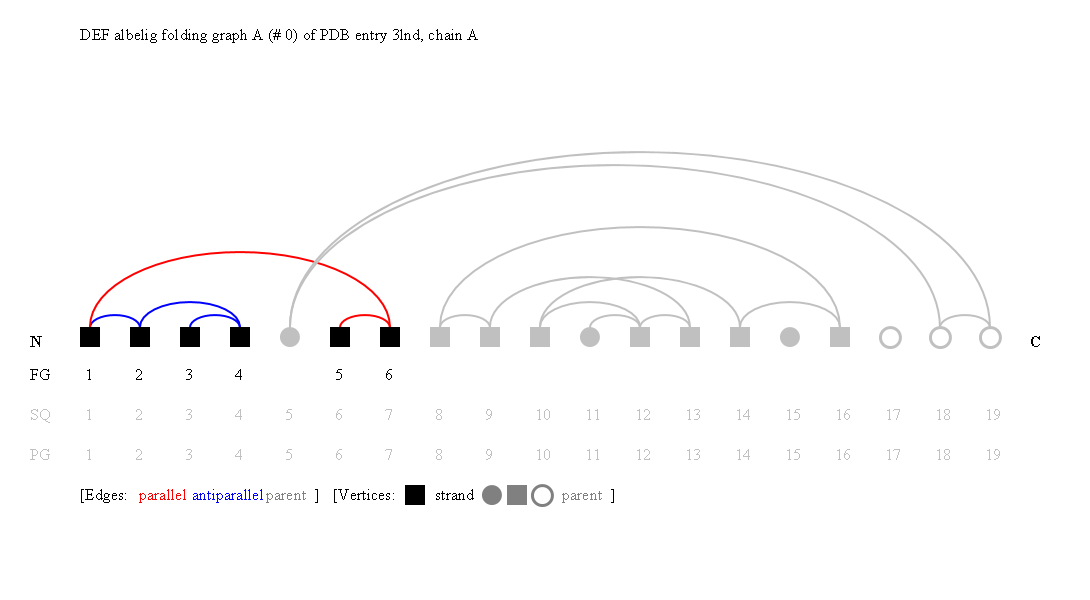 DEF albelig folding graph A (# 0) of PDB entry 3lnd, chain A
N C
FG 1 2 3 4 5 6
SQ 1 2 3 4 5 6 7 8 9 10 11 12 13 14 15 16 17 18 19
PG 1 2 3 4 5 6 7 8 9 10 11 12 13 14 15 16 17 18 19
[Edges: parallel antiparallel parent ] [Vertices: strand parent ]